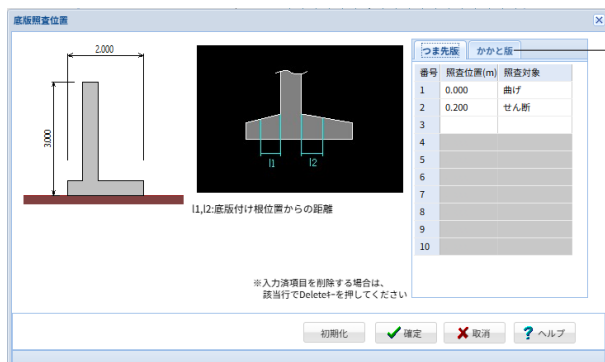 底版照査位置
2.000
3.000
l1
l2
l1,l2:底版付け根位置からの距離
※入力済項目を削除する場合は、
該当行でDeleteｷｰを押してください
つま先版 かかと版
番号 照査位置(m) 照査対象
1 0.000 曲げ
2 0.200 せん断
3
4
5
6
7
8
9
10
初期化 確定 取消 ? ヘルプ